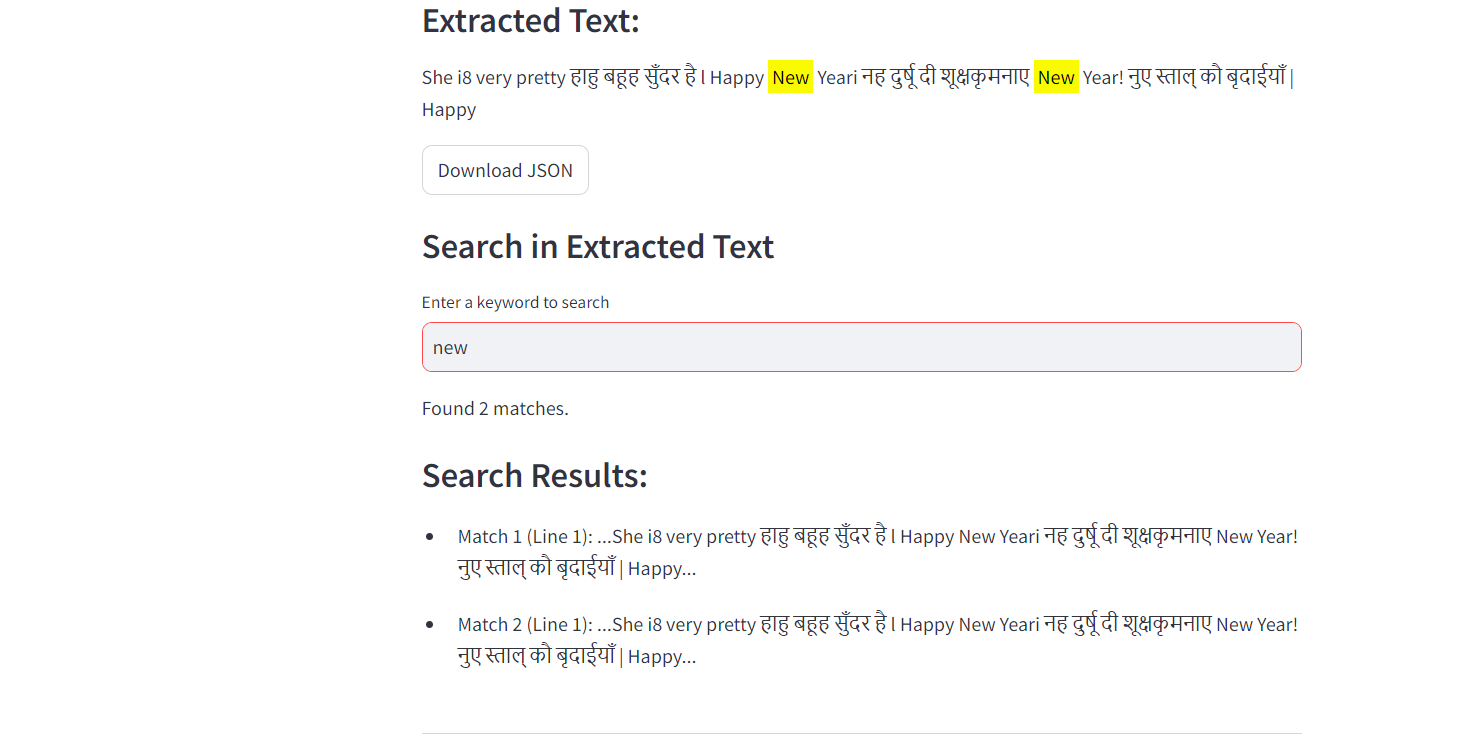 Extracted Text:
She i8 very pretty हाहु बहूह सुँदर है l Happy New Yeari नह दुर्षू दी शूक्षकृमनाए New Year! नुए स्ताल् कौ बृदाईयाँ |
Happy
Download JSON
Search in Extracted Text
Enter a keyword to search
new
Found 2 matches.
Search Results:
• Match 1 (Line 1): ...She i8 very pretty हाहु बहूह सुँदर है l Happy New Yeari नह दुर्षू दी शूक्षकृमनाए New Year!
नुए स्ताल् कौ बृदाईयाँ | Happy...
• Match 2 (Line 1): ...She i8 very pretty हाहु बहूह सुँदर है l Happy New Yeari नह दुर्षू दी शूक्षकृमनाए New Year!
नुए स्ताल् कौ बृदाईयाँ | Happy...